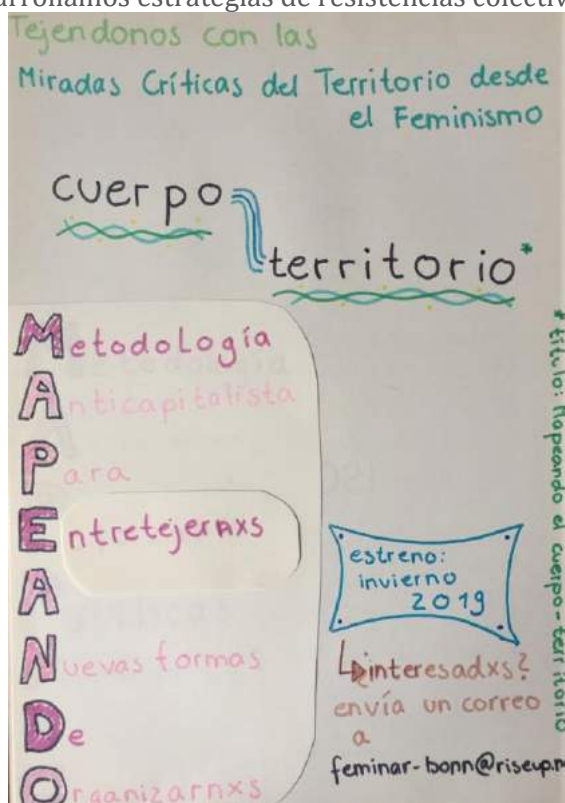 estrategias de resistencias
Tejendonos con las
Miradas Críticas del Territorio desde
el Feminismo
cuerpo
territorio*
Metodología
Anticapitalista
Para
Entretejernxs
A
Nuevas formas
De
Organizarnxs
estreno:
invierno
2019
interesadxs?
envía un correo
a
feminar-bonn@riseup.n
* título: Mapeando el cuerpo-territorio